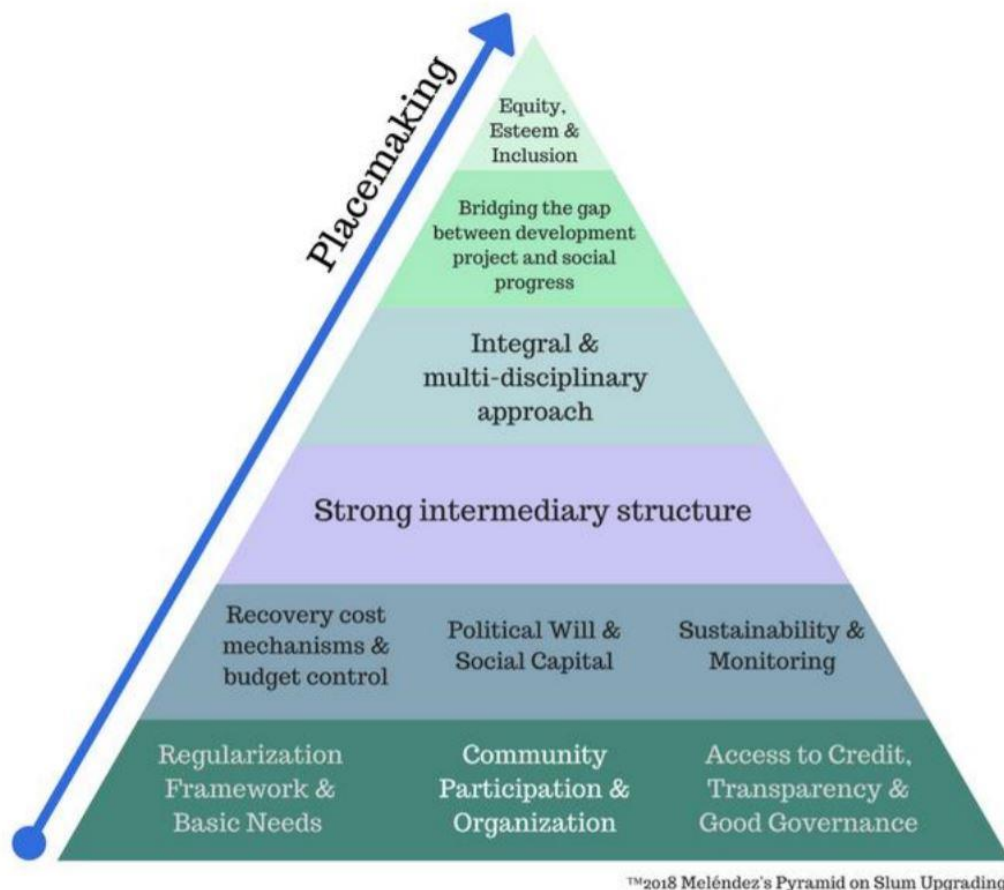 Placemaking
Equity,
Esteem &
Inclusion
Bridging the gap
between development
project and social
progress
Integral &
multi-disciplinary
approach
Strong intermediary structure
Recovery cost
mechanisms &
budget control
Political Will &
Social Capital
Sustainability &
Monitoring
Regularization
Framework &
Basic Needs
Community
Participation &
Organization
Access to Credit,
Transparency &
Good Governance
™2018 Meléndez's Pyramid on Slum Upgrading